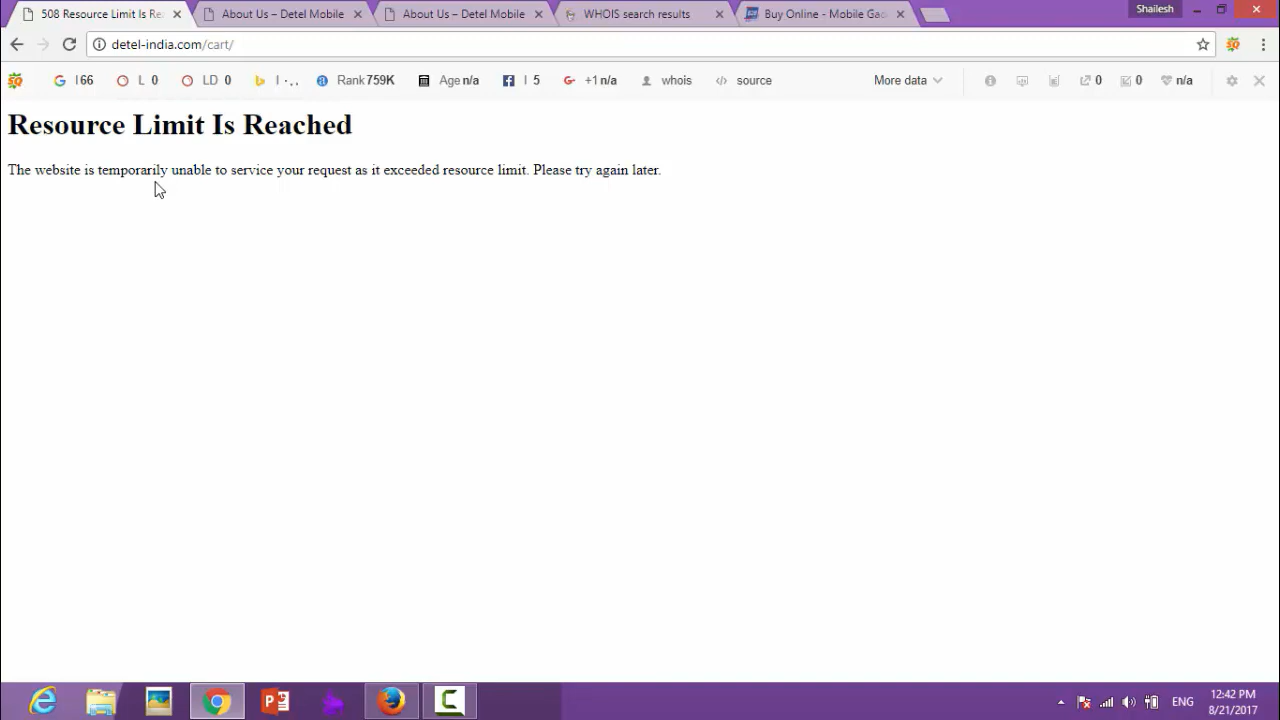 508 Resource Limit Is Re
About Us – Detel Mobile
About Us – Detel Mobile
WHOIS search results
Buy Online - Mobile Gad
Shailesh
detel-india.com/cart/
I 66
L 0
LD 0
I
Rank 759K
Age n/a
I 5
+1 n/a
whois
source
More data
0
0
n/a
Resource Limit Is Reached
The website is temporarily unable to service your request as it exceeded resource limit. Please try again later.
ENG
12:42 PM
8/21/2017